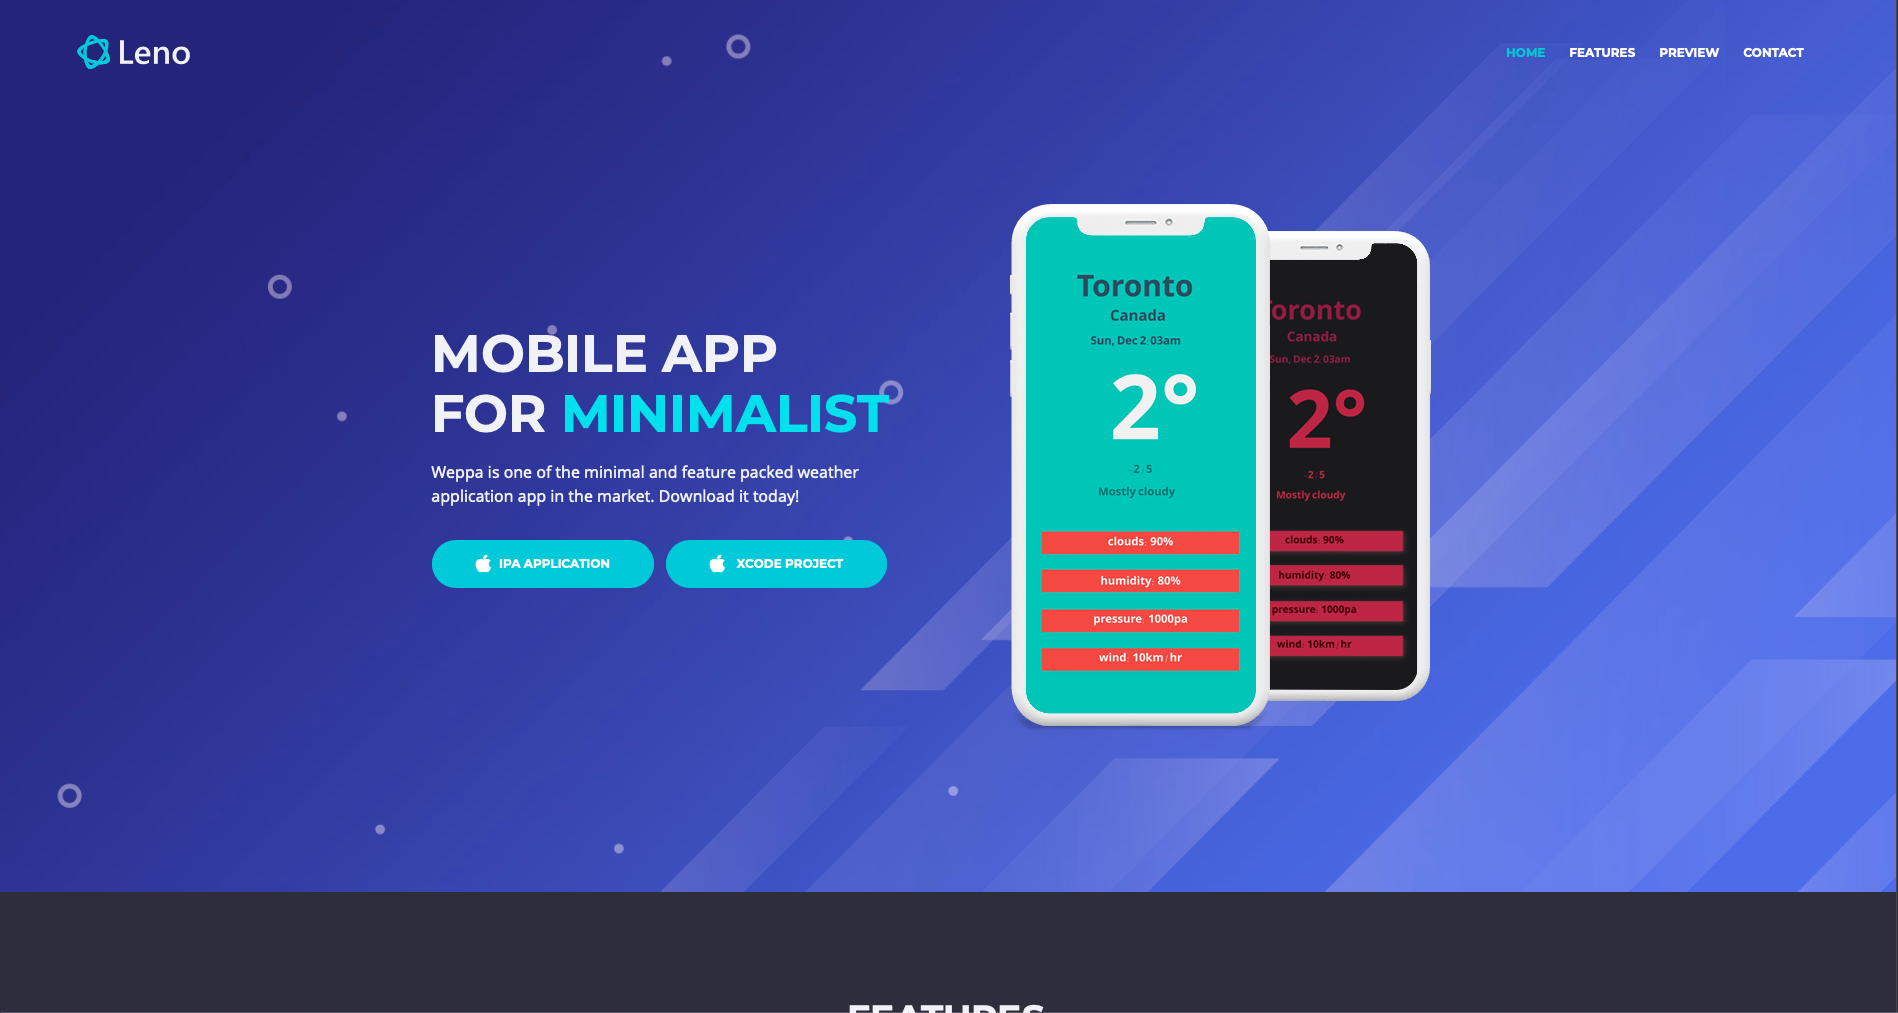 Leno
HOME FEATURES PREVIEW CONTACT
MOBILE APP
FOR MINIMALIST
Weppa is one of the minimal and feature packed weather
application app in the market. Download it today!
IPA APPLICATION XCODE PROJECT
Toronto
Canada
Sun, Dec 2/03am
2°
-2/5
Mostly cloudy
clouds: 90%
humidity: 80%
pressure: 1000pa
wind: 10km/hr
Toronto
Canada
Sun, Dec 2/03am
2°
-2/5
Mostly cloudy
clouds: 90%
humidity: 80%
pressure: 1000pa
wind: 10km/hr
FEATURES